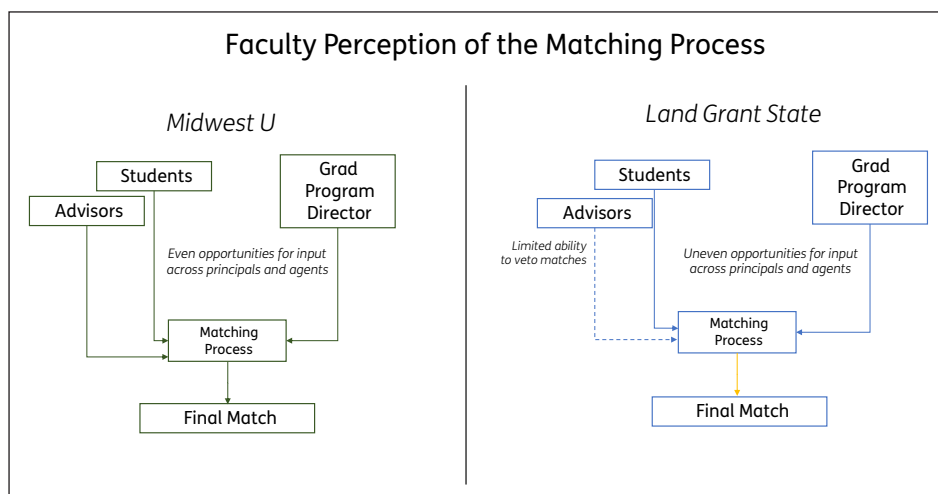 Faculty Perception of the Matching Process
Midwest U
Students
Grad
Program
Director
Advisors
Even opportunities for input
across principals and agents
Matching
Process
Final Match
Land Grant State
Students
Grad
Program
Director
Advisors
Limited ability
to veto matches
Uneven opportunities for input
across principals and agents
Matching
Process
Final Match